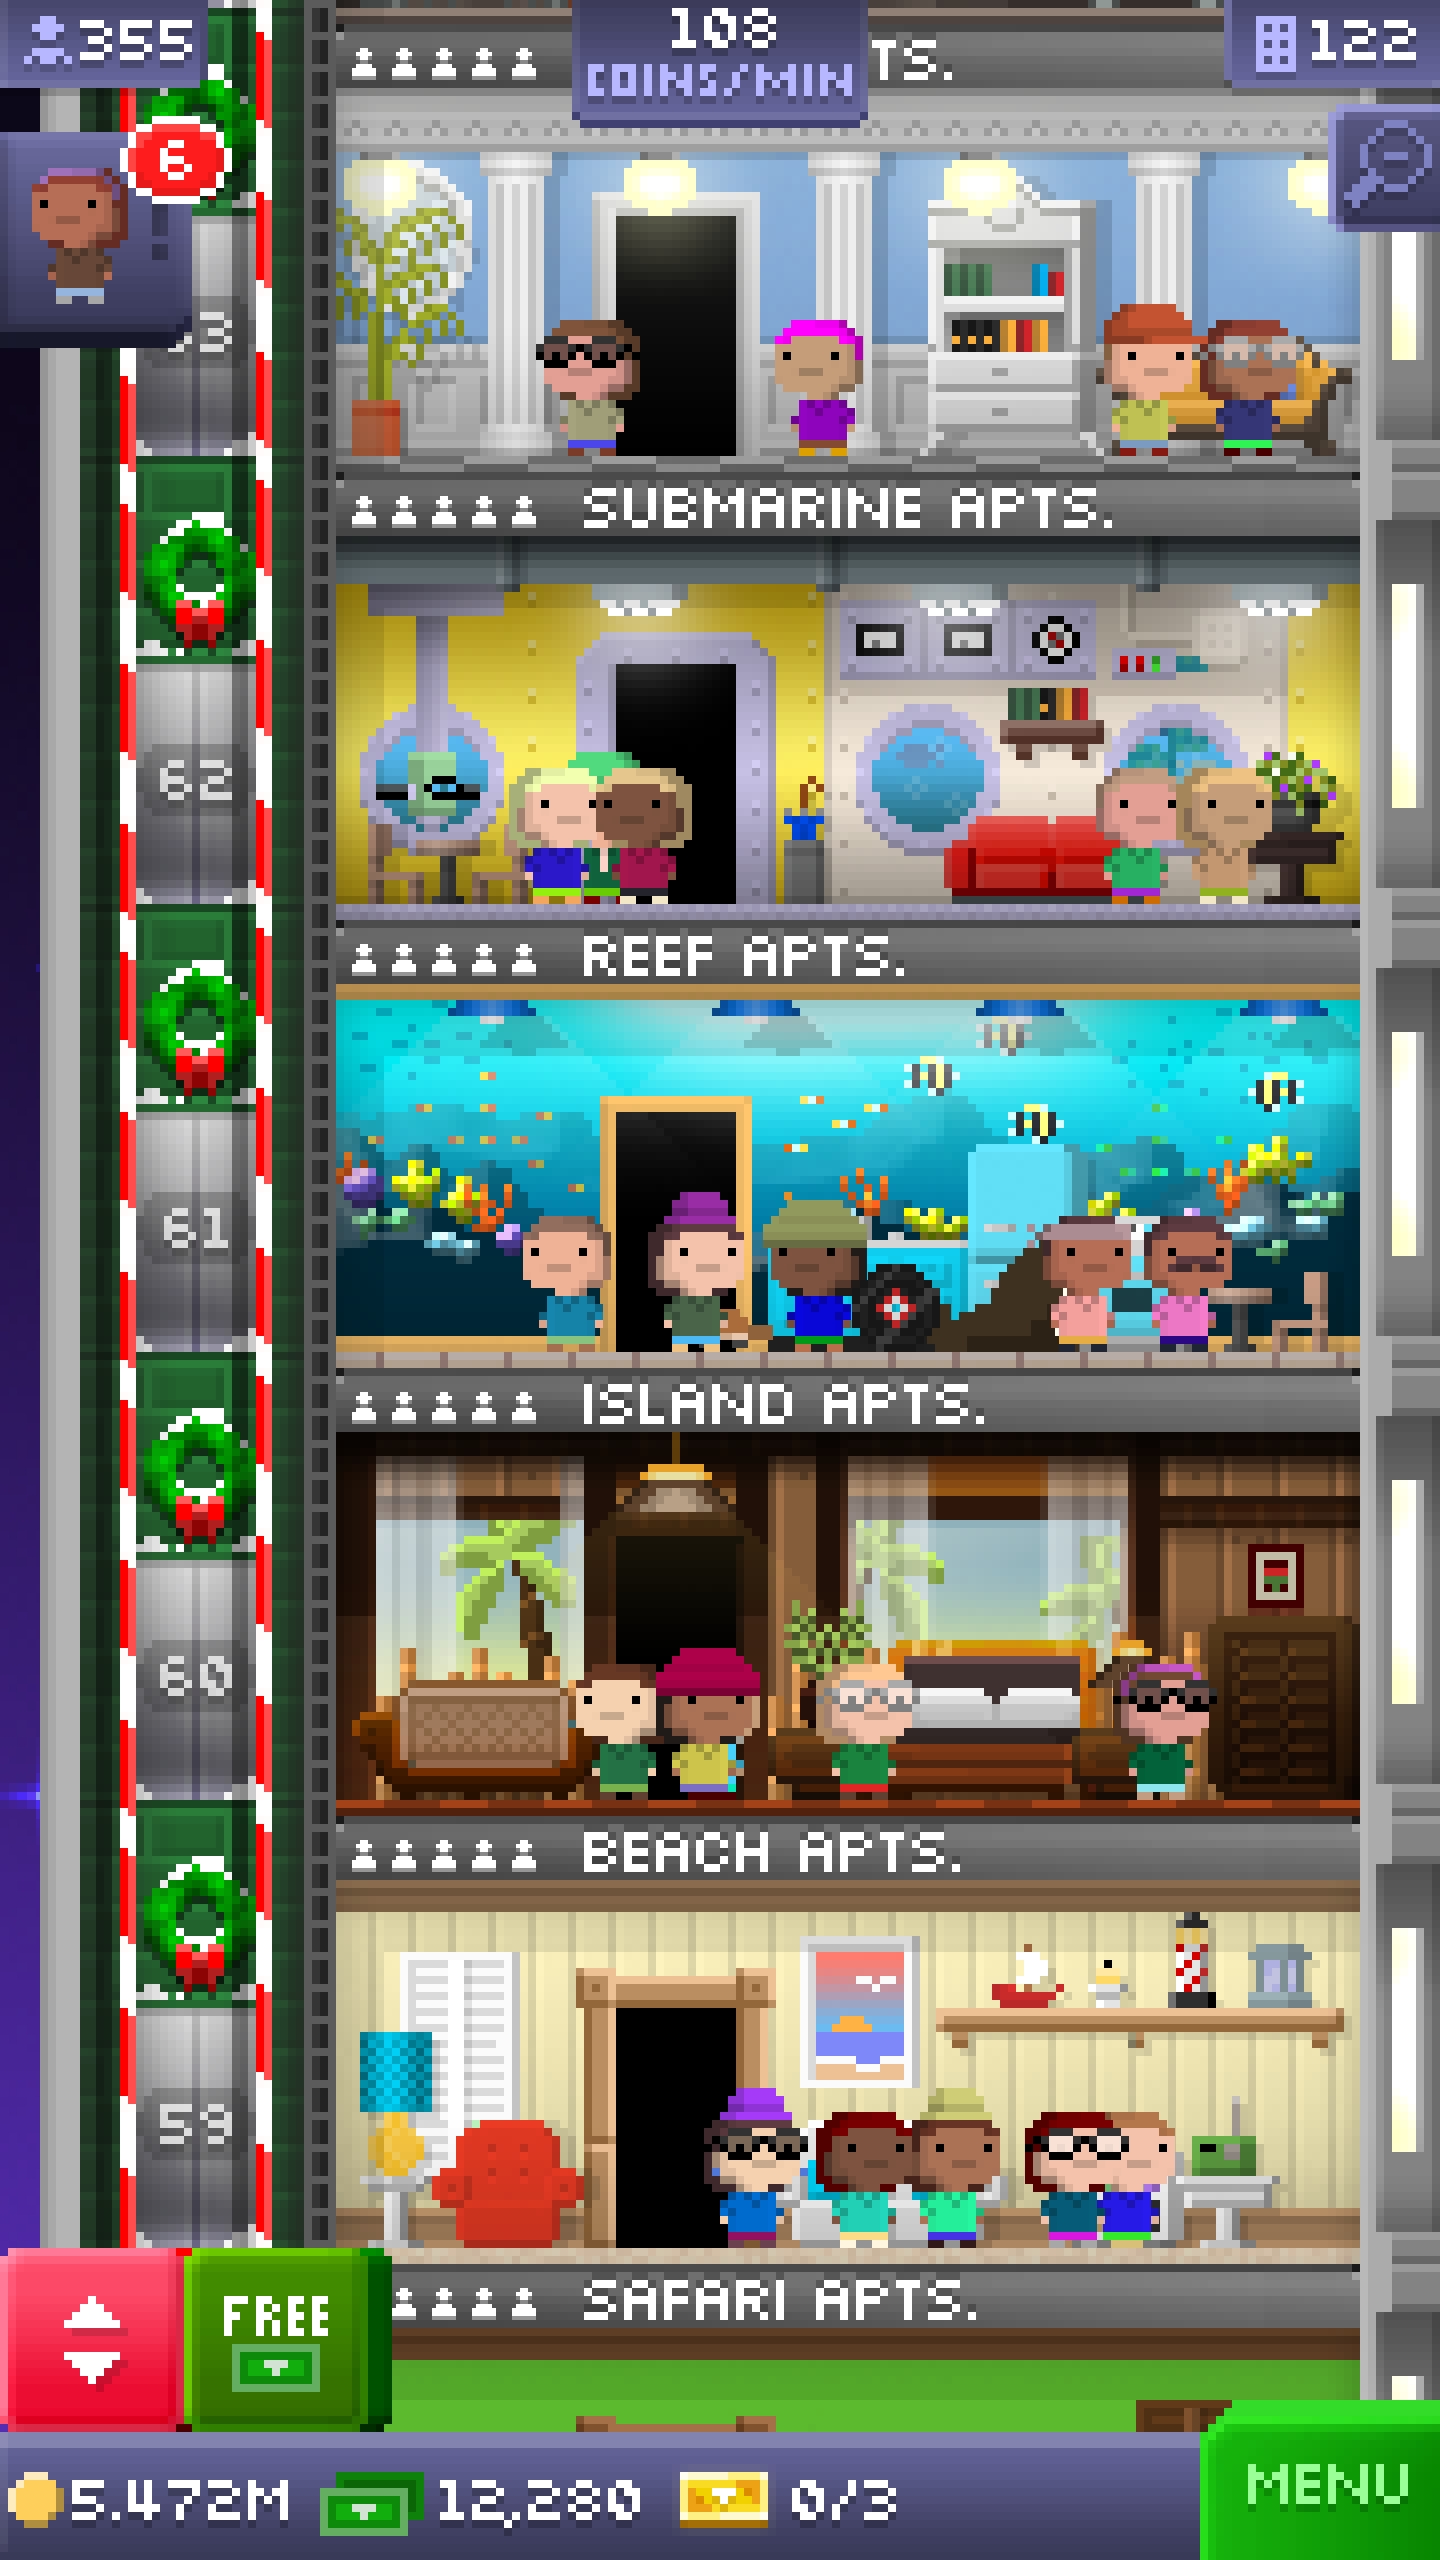 355
108
COINS/MIN
122
TS.
6
SUBMARINE APTS.
62
REEF APTS.
61
ISLAND APTS.
60
BEACH APTS.
59
SAFARI APTS.
FREE
5.472M
12,280
0/3
MENU